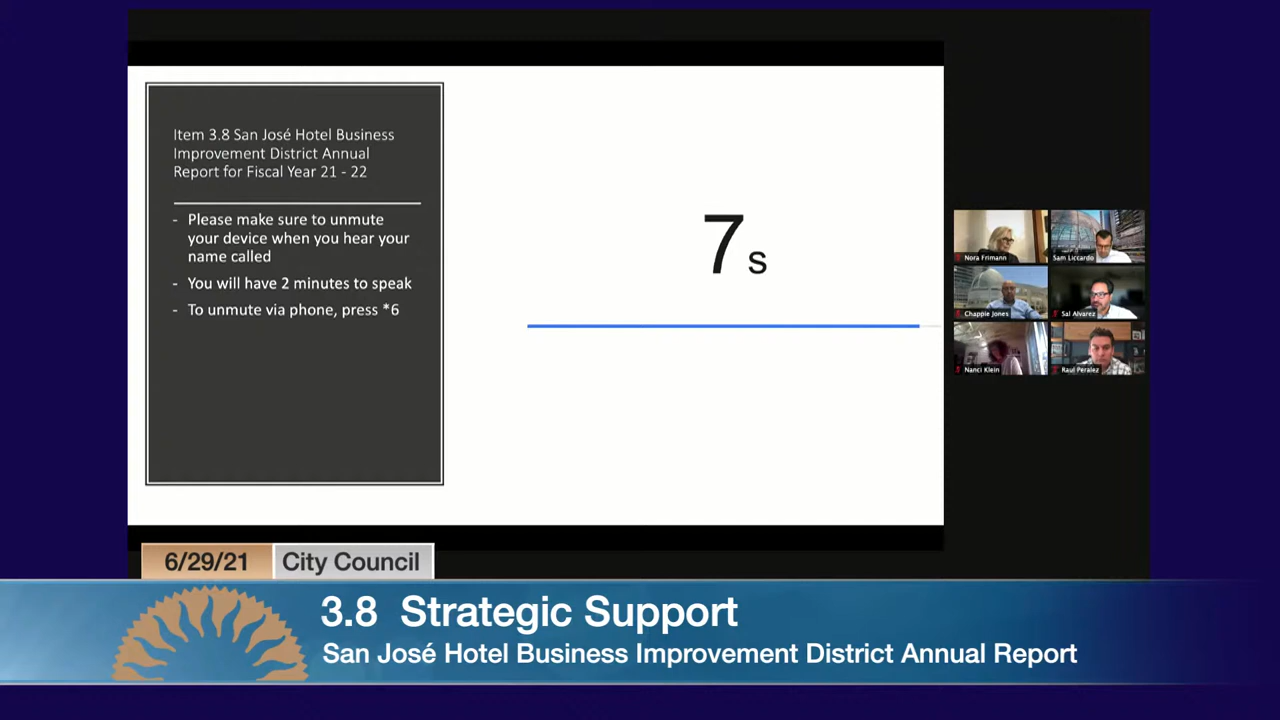 Item 3.8 San José Hotel Business
Improvement District Annual
Report for Fiscal Year 21 - 22
- Please make sure to unmute
your device when you hear your
name called
- You will have 2 minutes to speak
- To unmute via phone, press *6
7s
Nora Frimann
Sam Liccardo
Chappie Jones
Sal Alvarez
Nanci Klein
Raul Peralez
6/29/21
City Council
3.8 Strategic Support
San José Hotel Business Improvement District Annual Report